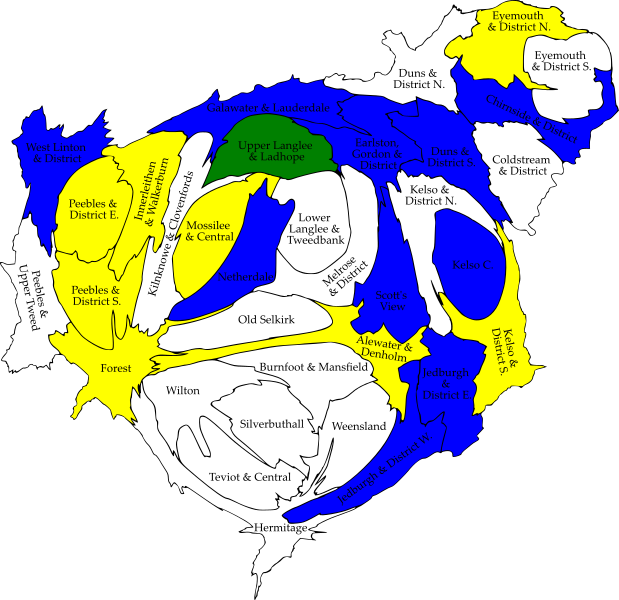 Eyemouth
& District N.
Eyemouth
& District S.
Duns &
District N.
Chirnside & District
Galawater & Lauderdale
Upper Langlee
& Ladhope
Earlston,
Gordon &
District
Duns &
District S.
Coldstream
& District
West Linton
& District
Innerleithen
& Walkerburn
Kilnknowe & Clovenfords
Peebles &
District E.
Mossilee
& Central
Lower
Langlee &
Tweedbank
Kelso &
District N.
Melrose
& District
Netherdale
Kelso C.
Peebles &
Upper Tweed
Peebles &
District S.
Scott's
View
Old Selkirk
Kelso &
District S.
Alewater &
Denholm
Forest
Burnfoot & Mansfield
Jedburgh &
District E.
Wilton
Silverbuthall
Weensland
Teviot & Central
Jedburgh & District W.
Hermitage